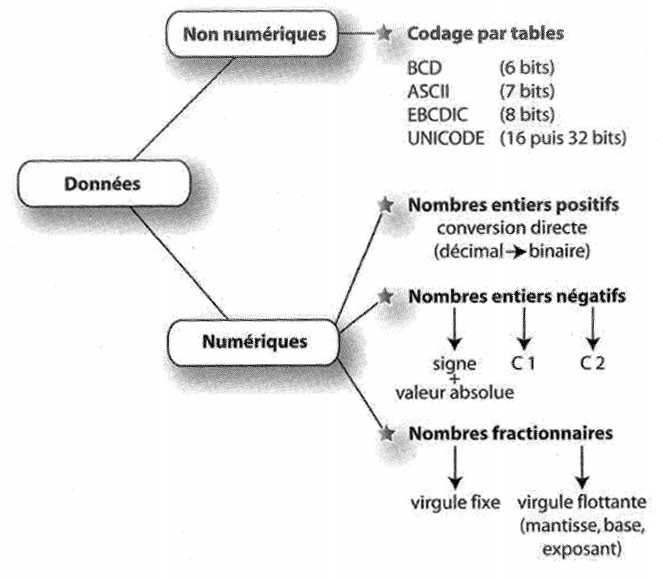 Non numériques
Codage par tables
BCD (6 bits)
ASCII (7 bits)
EBCDIC (8 bits)
UNICODE (16 puis 32 bits)
Données
Nombres entiers positifs
conversion directe
(décimal → binaire)
Numériques
Nombres entiers négatifs
signe C 1 C 2
+
valeur absolue
Nombres fractionnaires
virgule fixe virgule flottante
(mantisse, base,
exposant)